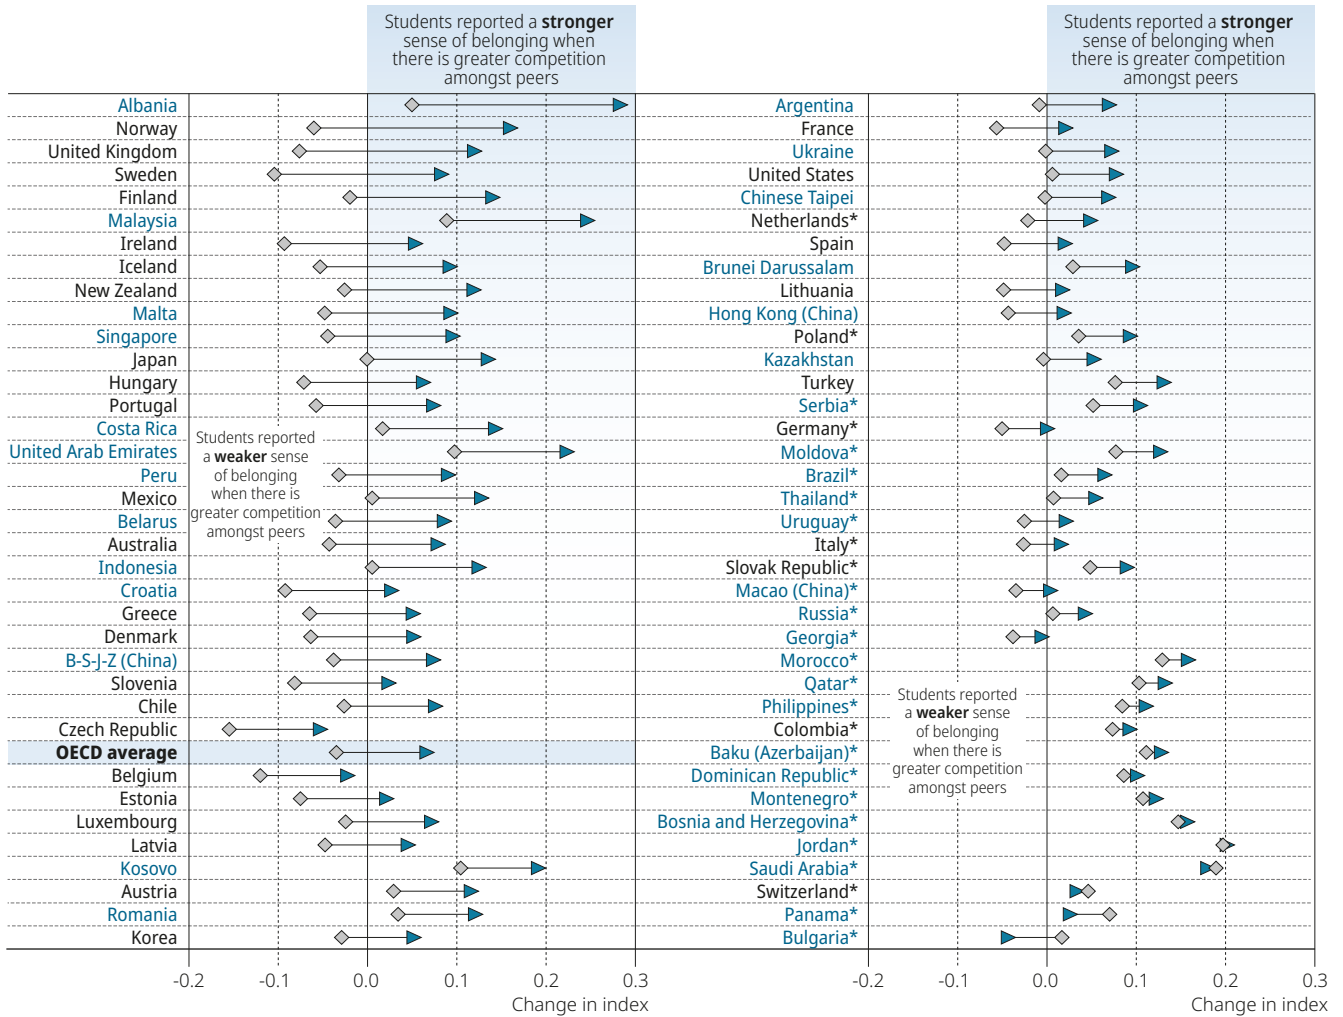 Students reported a stronger
sense of belonging when
there is greater competition
amongst peers
Albania
Norway
United Kingdom
Sweden
Finland
Malaysia
Ireland
Iceland
New Zealand
Malta
Singapore
Japan
Hungary
Portugal
Costa Rica
United Arab Emirates
Peru
Mexico
Belarus
Australia
Indonesia
Croatia
Greece
Denmark
B-S-J-Z (China)
Slovenia
Chile
Czech Republic
OECD average
Belgium
Estonia
Luxembourg
Latvia
Kosovo
Austria
Romania
Korea
Students reported
a weaker sense
of belonging
when there is
greater competition
amongst peers
-0.2 -0.1 0.0 0.1 0.2 0.3
Change in index
Students reported a stronger
sense of belonging when
there is greater competition
amongst peers
Argentina
France
Ukraine
United States
Chinese Taipei
Netherlands*
Spain
Brunei Darussalam
Lithuania
Hong Kong (China)
Poland*
Kazakhstan
Turkey
Serbia*
Germany*
Moldova*
Brazil*
Thailand*
Uruguay*
Italy*
Slovak Republic*
Macao (China)*
Russia*
Georgia*
Morocco*
Qatar*
Philippines*
Colombia*
Baku (Azerbaijan)*
Dominican Republic*
Montenegro*
Bosnia and Herzegovina*
Jordan*
Saudi Arabia*
Switzerland*
Panama*
Bulgaria*
Students reported
a weaker sense
of belonging
when there is
greater competition
amongst peers
-0.2 -0.1 0.0 0.1 0.2 0.3
Change in index